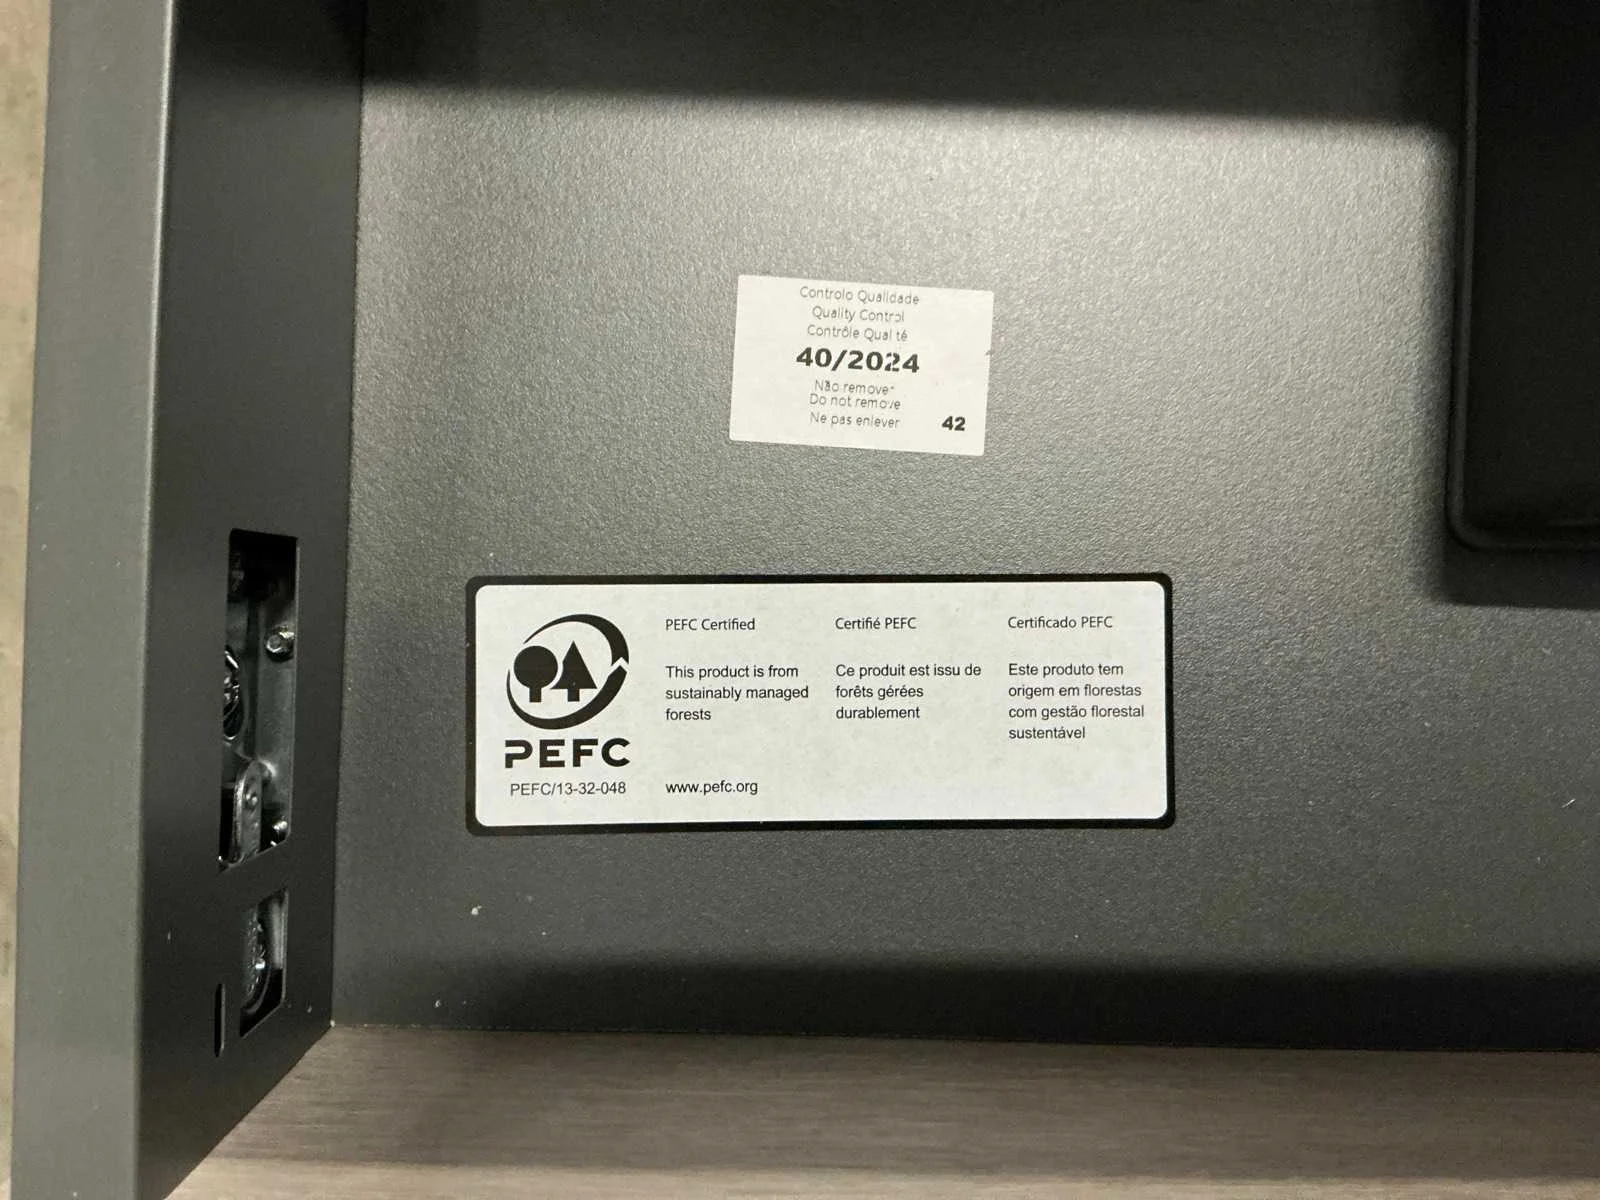 Controlo Qualidade
Quality Control
Contrôle Qual té
40/2024
Não remover
Do not remove
Ne pas enlever 42
PEFC Certified
This product is from
sustainably managed
forests
www.pefc.org
Certifié PEFC
Ce produit est issu de
forêts gérées
durablement
Certificado PEFC
Este produto tem
origem em florestas
com gestão florestal
sustentável
PEFC
PEFC/13-32-048